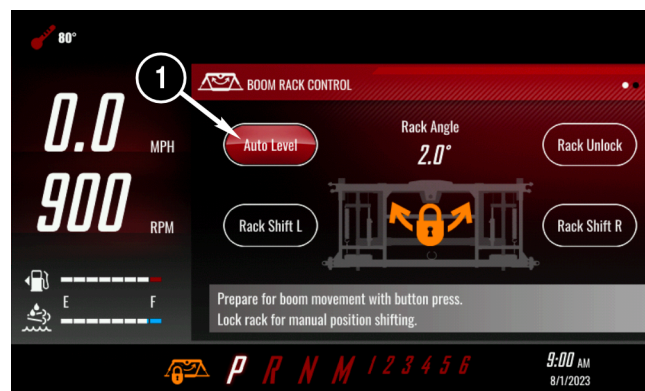 80°
1
BOOM RACK CONTROL
0.0 MPH
Auto Level
Rack Angle
2.0°
Rack Unlock
900 RPM
Rack Shift L
Rack Shift R
E F
Prepare for boom movement with button press.
Lock rack for manual position shifting.
P R N M 1 2 3 4 5 6
9:00 AM
8/1/2023